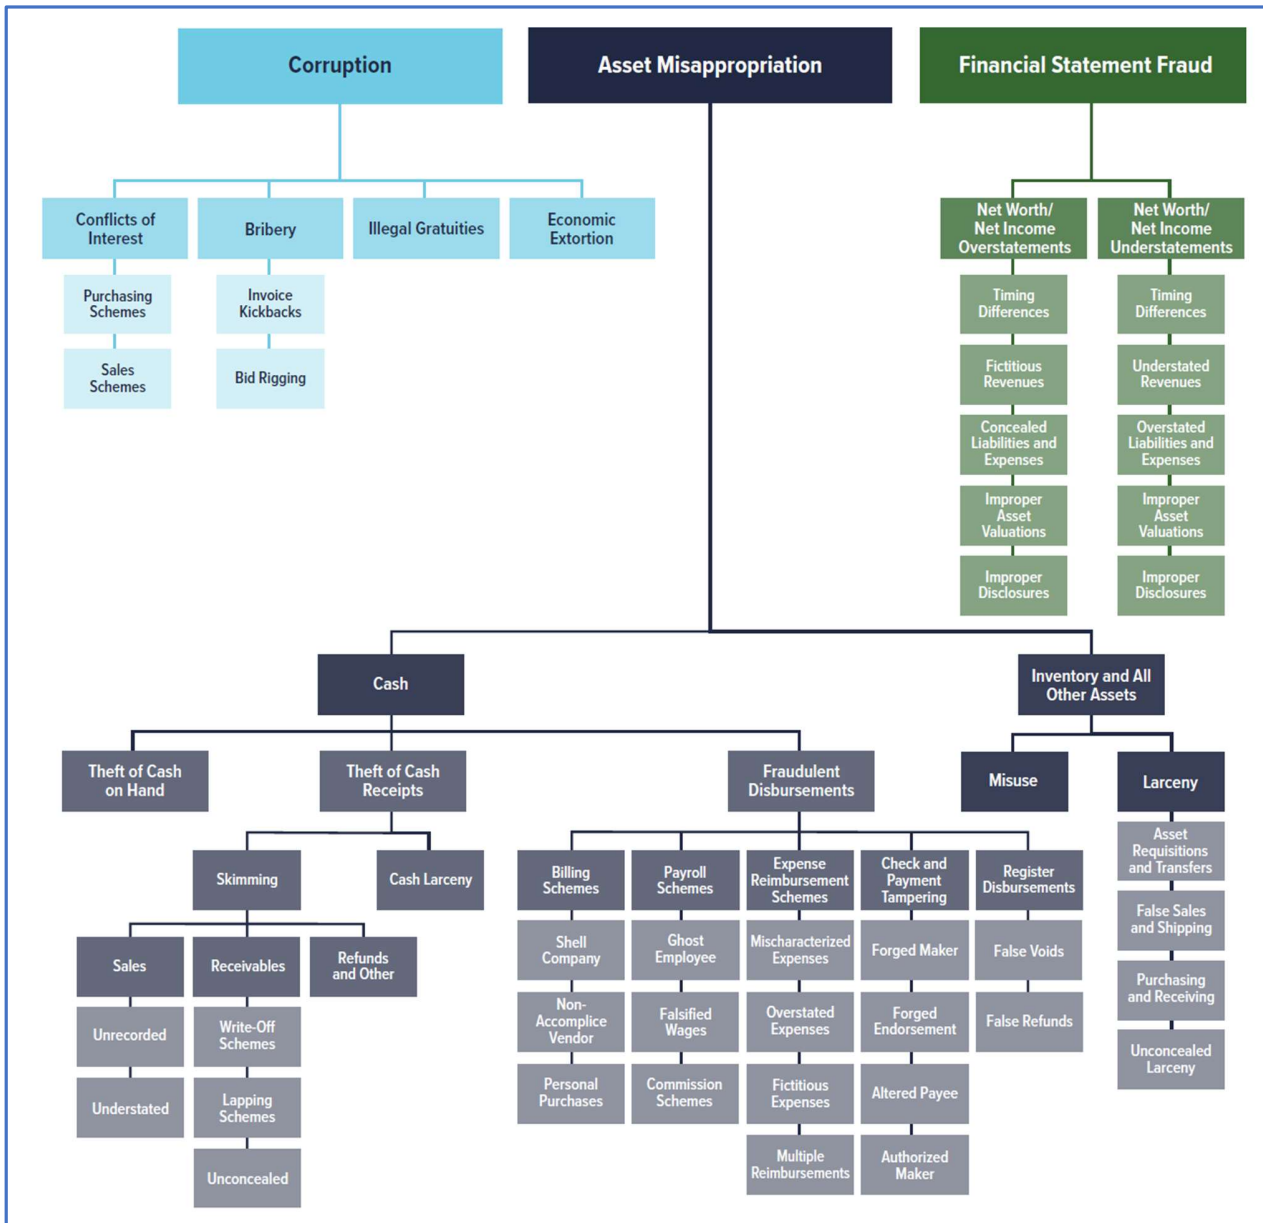 Corruption
Asset Misappropriation
Financial Statement Fraud
Conflicts of
Interest
Bribery
Illegal Gratuities
Economic
Extortion
Purchasing
Schemes
Sales
Schemes
Invoice
Kickbacks
Bid Rigging
Net Worth/
Net Income
Overstatements
Net Worth/
Net Income
Understatements
Timing
Differences
Fictitious
Revenues
Concealed
Liabilities and
Expenses
Improper
Asset
Valuations
Improper
Disclosures
Timing
Differences
Understated
Revenues
Overstated
Liabilities and
Expenses
Improper
Asset
Valuations
Improper
Disclosures
Cash
Inventory and All
Other Assets
Theft of Cash
on Hand
Theft of Cash
Receipts
Fraudulent
Disbursements
Misuse
Larceny
Skimming
Cash Larceny
Sales
Receivables
Refunds
and Other
Unrecorded
Understated
Write-Off
Schemes
Lapping
Schemes
Unconcealed
Billing
Schemes
Shell
Company
Non-
Accomplice
Vendor
Personal
Purchases
Payroll
Schemes
Ghost
Employee
Falsified
Wages
Commission
Schemes
Expense
Reimbursement
Schemes
Mischaracterized
Expenses
Overstated
Expenses
Fictitious
Expenses
Multiple
Reimbursements
Check and
Payment
Tampering
Forged Maker
Forged
Endorsement
Altered Payee
Authorized
Maker
Register
Disbursements
False Voids
False Refunds
Asset
Requisitions
and Transfers
False Sales
and Shipping
Purchasing
and Receiving
Unconcealed
Larceny